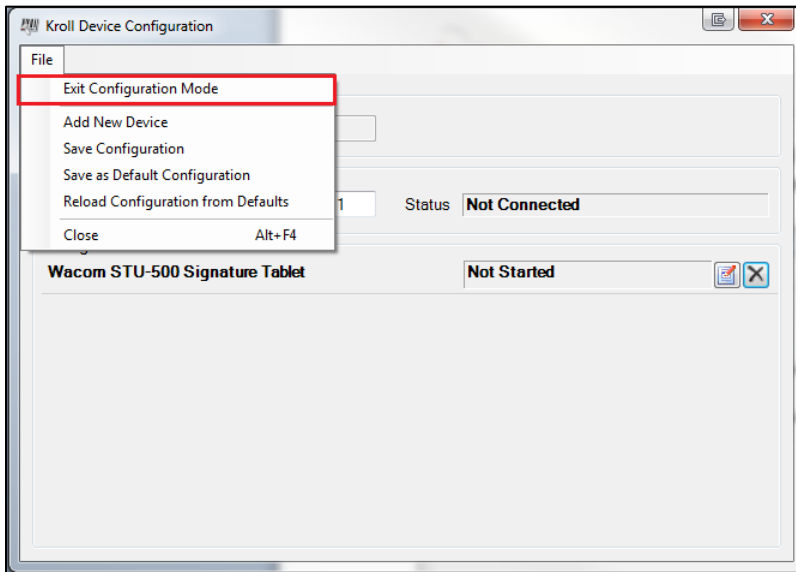 Kroll Device Configuration
File
Exit Configuration Mode
Add New Device
Save Configuration
Save as Default Configuration
Reload Configuration from Defaults
Close Alt+F4
1 Status Not Connected
Wacom STU-500 Signature Tablet Not Started